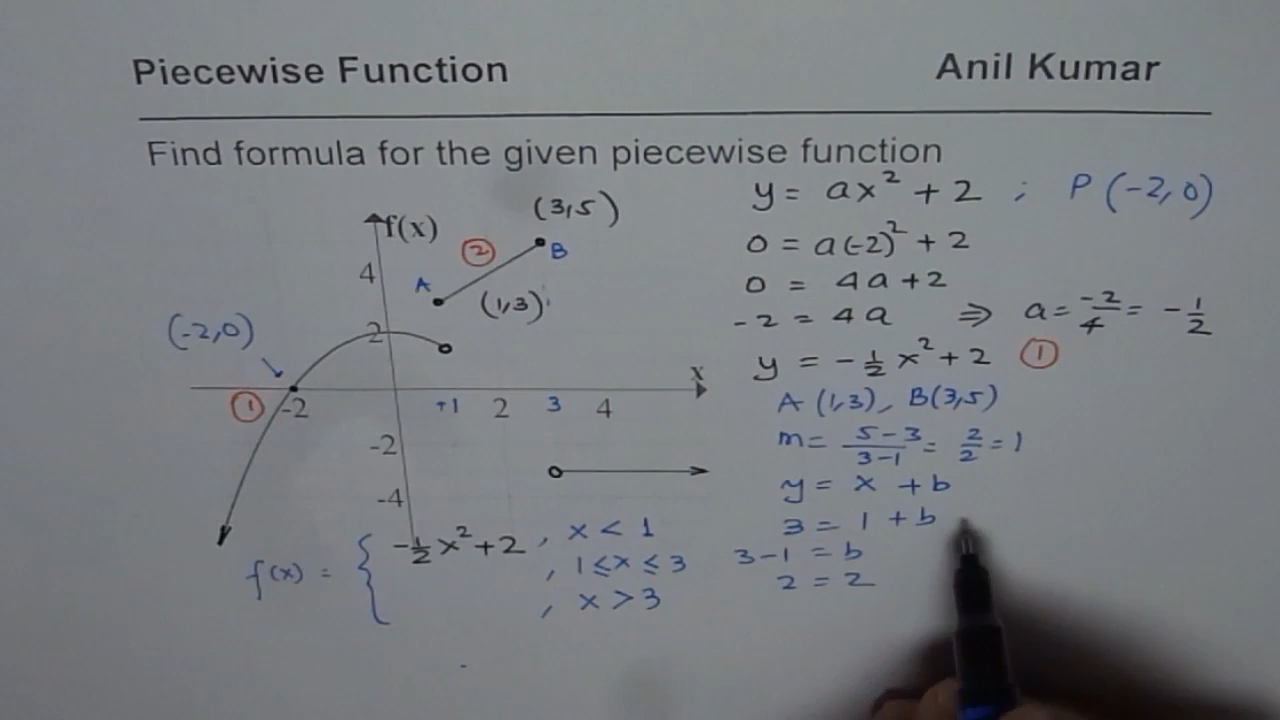 Piecewise Function Anil Kumar
Find formula for the given piecewise function
y = ax² + 2 ; P (-2, 0)
0 = a(-2)² + 2
0 = 4a + 2
-2 = 4a ⇒ a = -2/4 = -1/2
y = -1/2 x² + 2 ①
A (1,3), B(3,5)
m = 5-3/3-1 = 2/2 = 1
y = x + b
3 = 1 + b
3-1 = b
2 = 2
f(x)
(3,5)
② B
4 A
(1,3)
(-2,0) 2
x
① -2 +1 2 3 4
-2
-4
f(x) = { -1/2 x² + 2 , x < 1
, 1 ≤ x ≤ 3
, x > 3